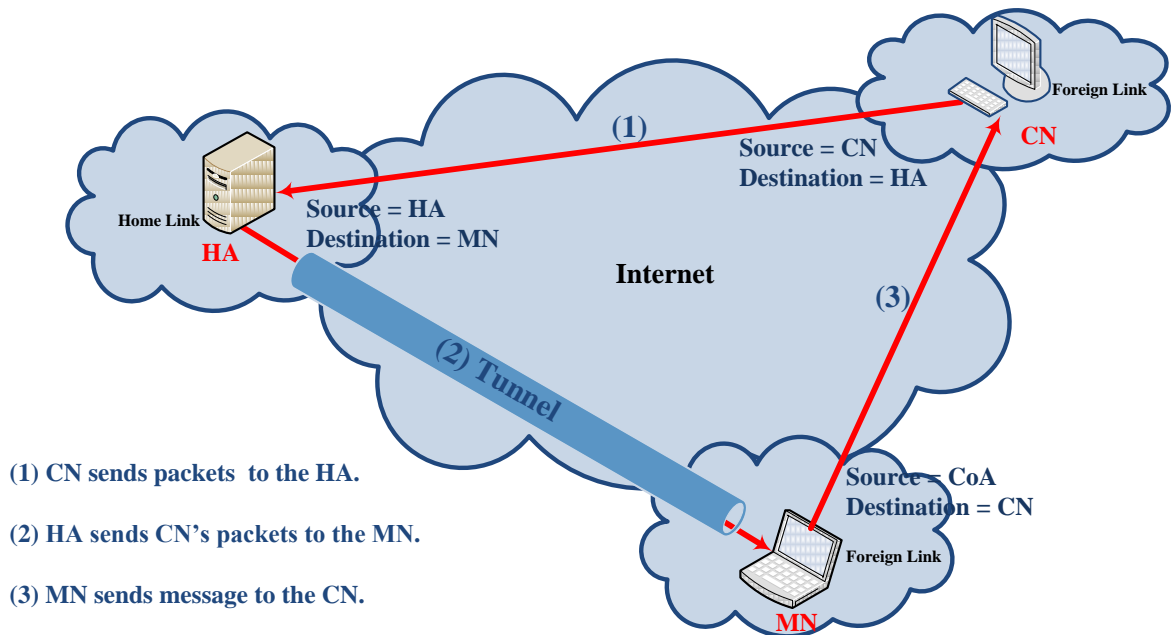 Foreign Link
CN
(1)
Source = CN
Destination = HA
Home Link
HA
Source = HA
Destination = MN
Internet
(3)
(2) Tunnel
Source = CoA
Destination = CN
Foreign Link
MN
(1) CN sends packets to the HA.
(2) HA sends CN’s packets to the MN.
(3) MN sends message to the CN.